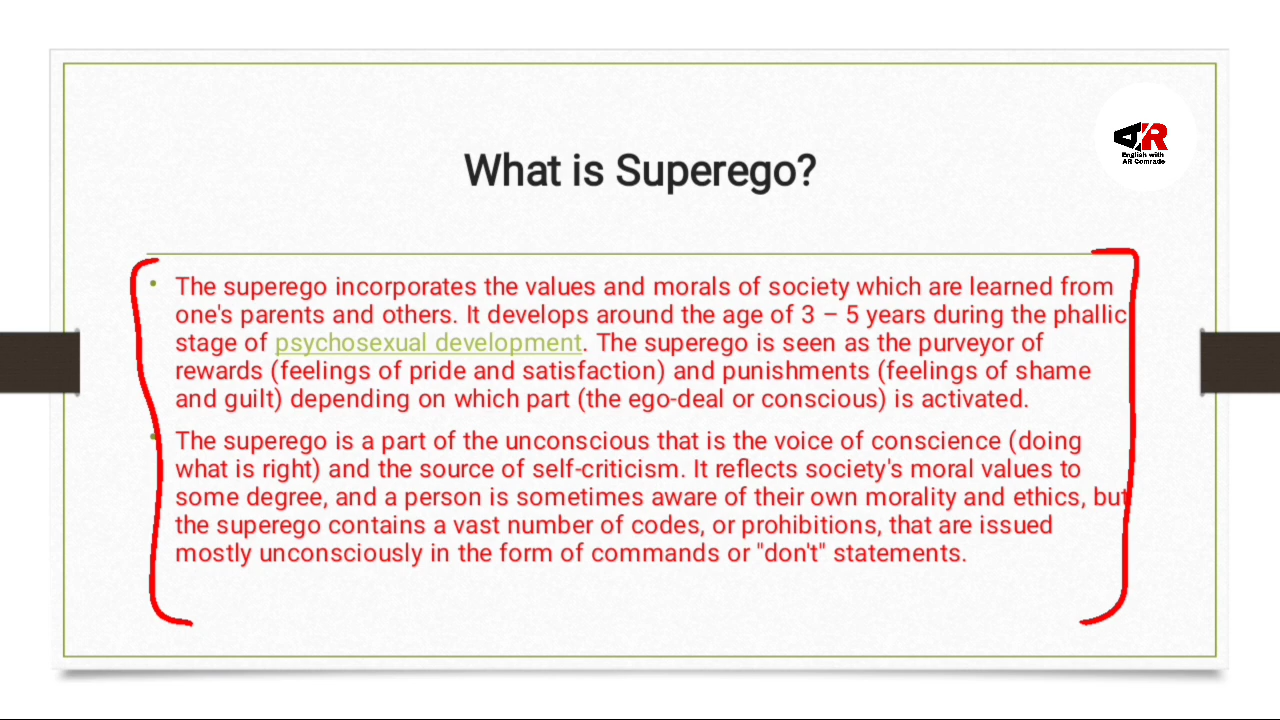 AR
English with
AR Comrade
What is Superego?
• The superego incorporates the values and morals of society which are learned from
one's parents and others. It develops around the age of 3 – 5 years during the phallic
stage of psychosexual development. The superego is seen as the purveyor of
rewards (feelings of pride and satisfaction) and punishments (feelings of shame
and guilt) depending on which part (the ego-deal or conscious) is activated.
• The superego is a part of the unconscious that is the voice of conscience (doing
what is right) and the source of self-criticism. It reflects society's moral values to
some degree, and a person is sometimes aware of their own morality and ethics, but
the superego contains a vast number of codes, or prohibitions, that are issued
mostly unconsciously in the form of commands or "don't" statements.